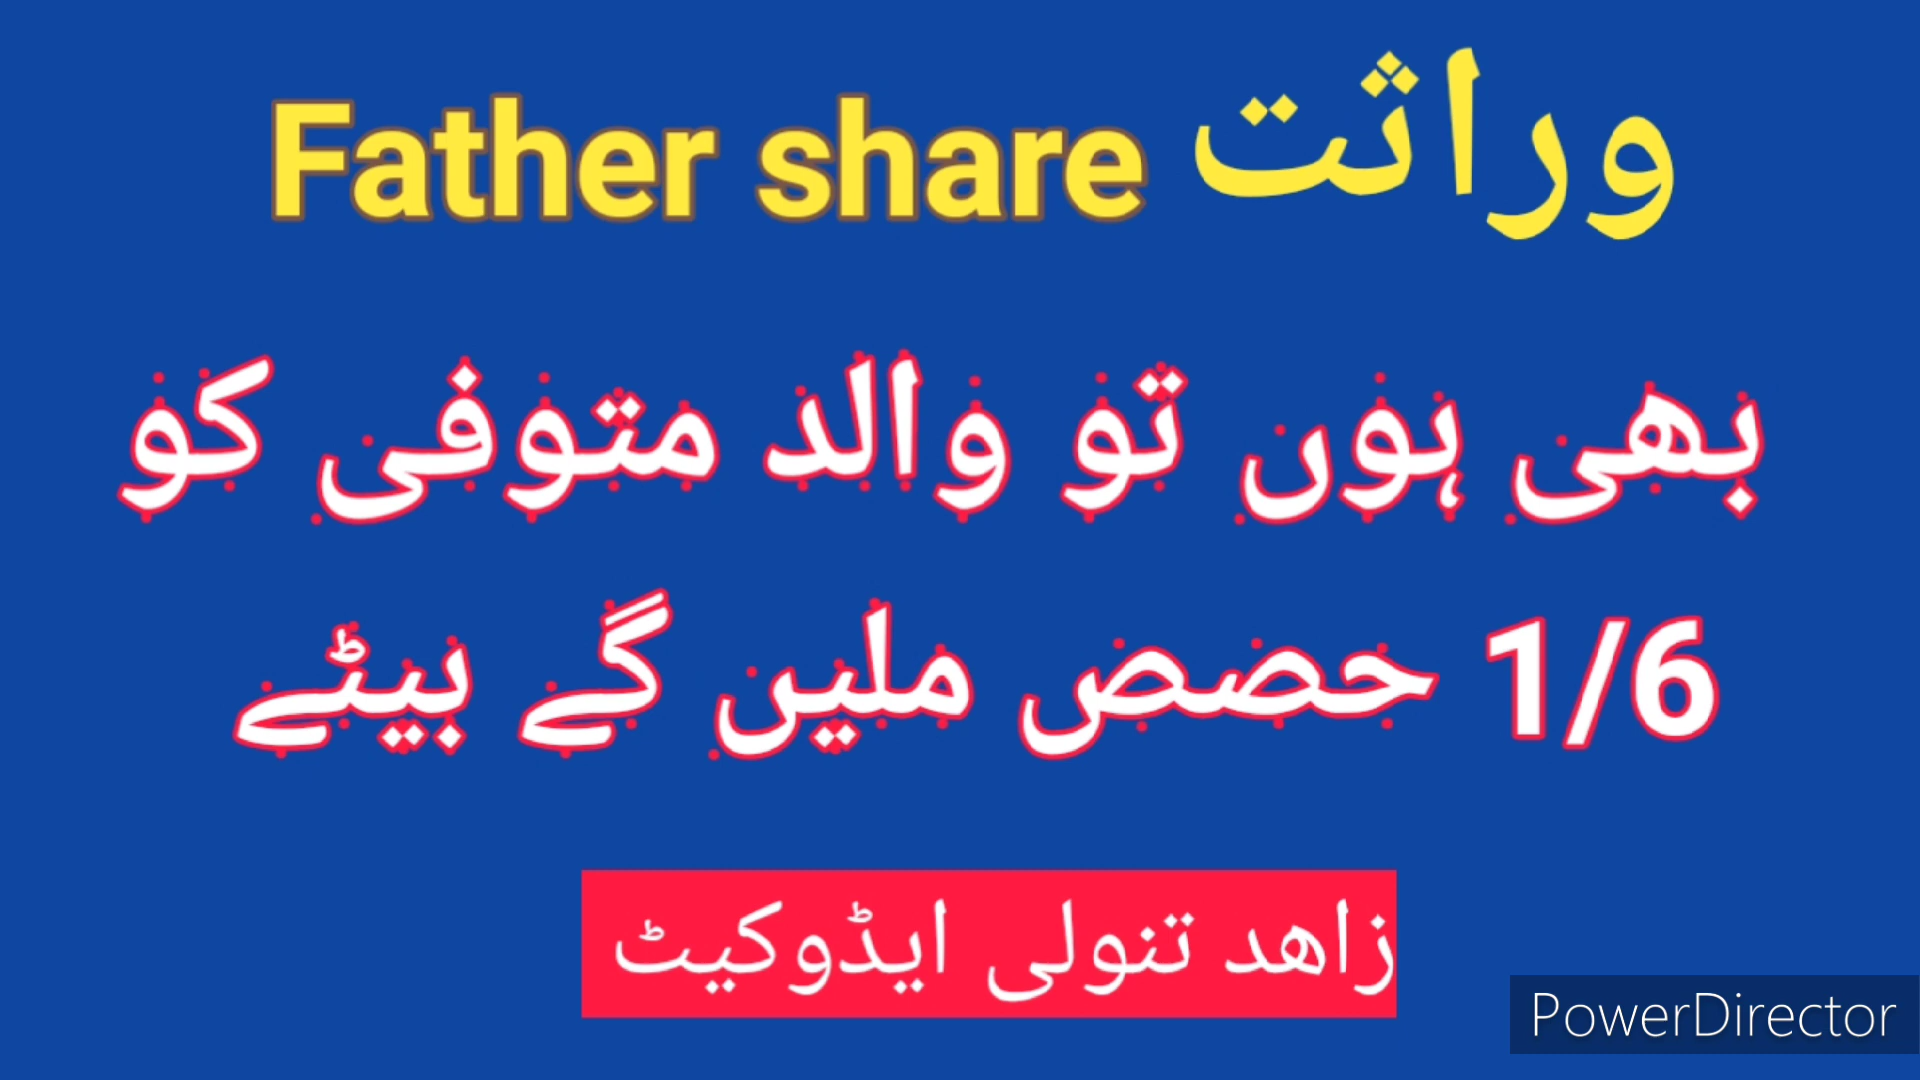 وراثت Father share
بھی ہوں تو والد متوفی کو
1/6 حصص ملیں گے بیٹے
زاھد تنولی ایڈوکیٹ
PowerDirector